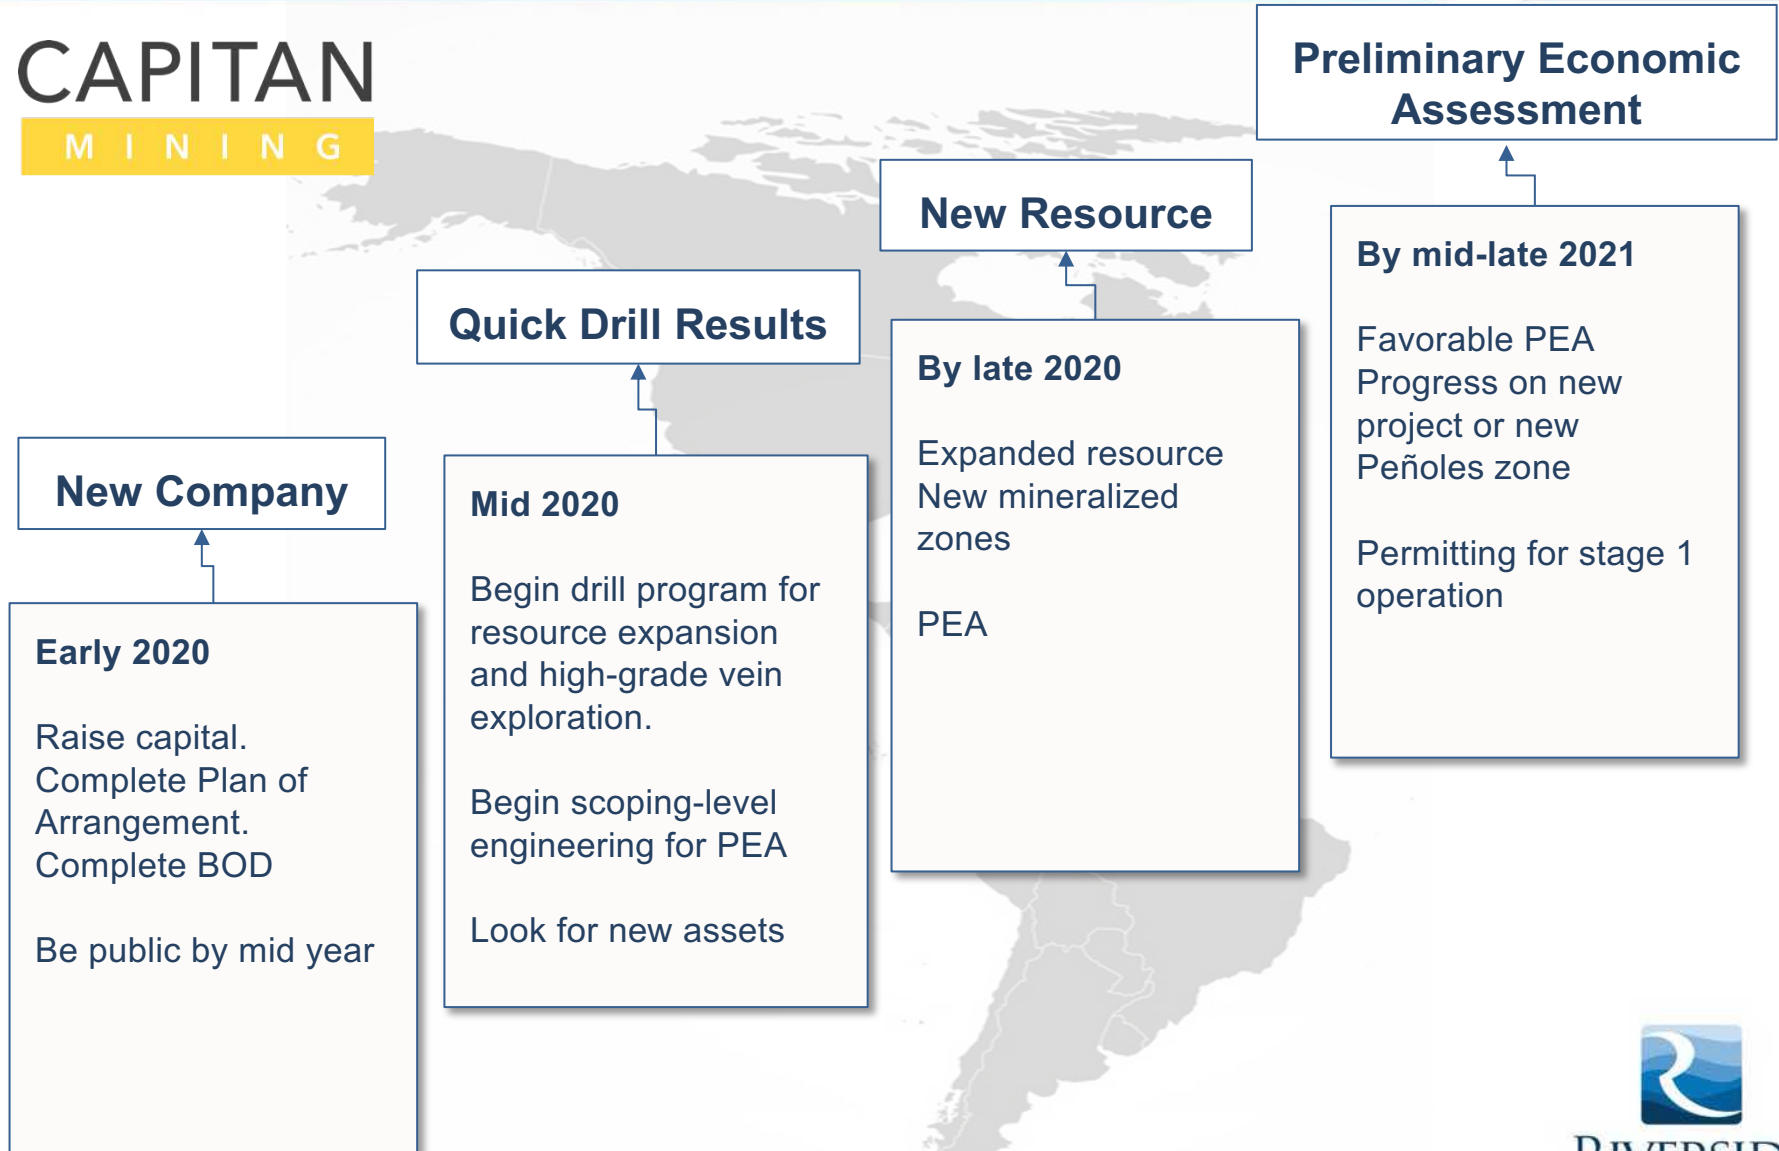 CAPITAN
MINING
Preliminary Economic
Assessment
New Resource
Quick Drill Results
New Company
By mid-late 2021
Favorable PEA
Progress on new
project or new
Peñoles zone
Permitting for stage 1
operation
By late 2020
Expanded resource
New mineralized
zones
PEA
Mid 2020
Begin drill program for
resource expansion
and high-grade vein
exploration.
Begin scoping-level
engineering for PEA
Look for new assets
Early 2020
Raise capital.
Complete Plan of
Arrangement.
Complete BOD
Be public by mid year